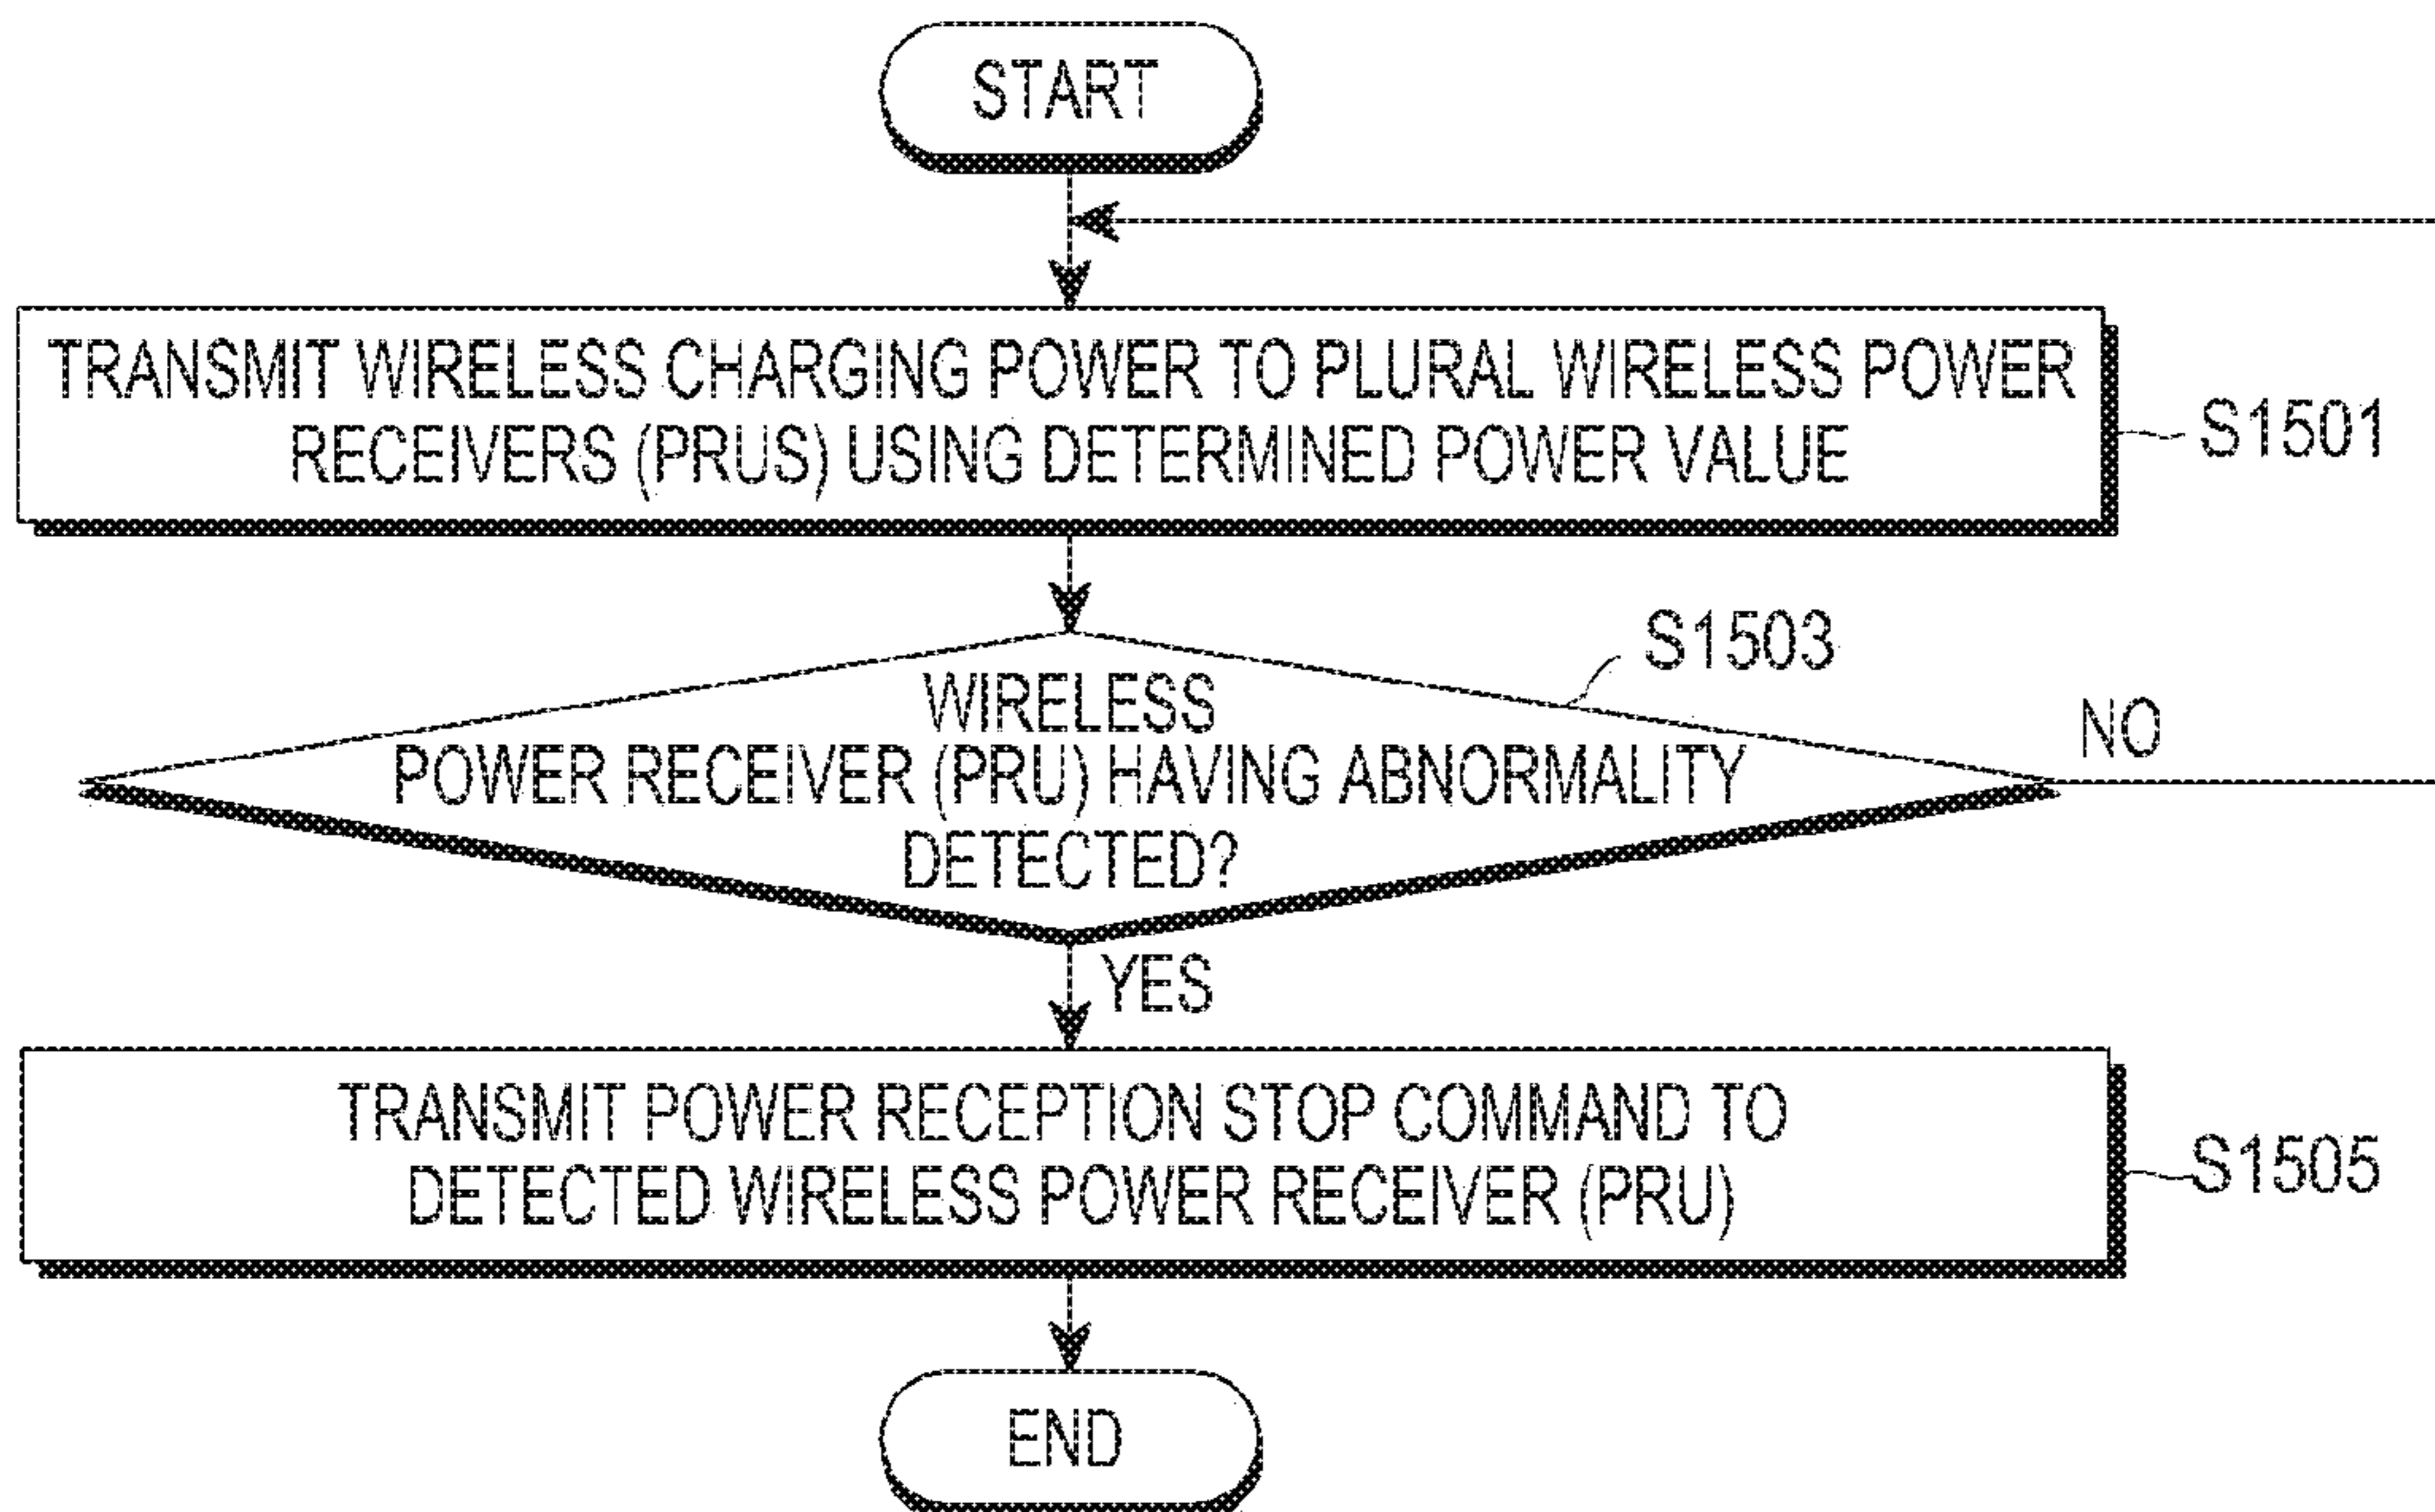 START
TRANSMIT WIRELESS CHARGING POWER TO PLURAL WIRELESS POWER
RECEIVERS (PRUS) USING DETERMINED POWER VALUE
S1501
S1503
WIRELESS
POWER RECEIVER (PRU) HAVING ABNORMALITY
DETECTED?
NO
YES
TRANSMIT POWER RECEPTION STOP COMMAND TO
DETECTED WIRELESS POWER RECEIVER (PRU)
S1505
END